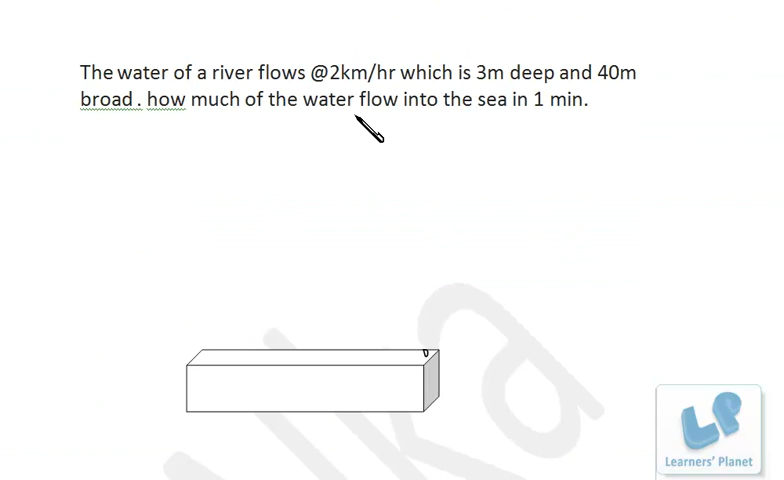 The water of a river flows @2km/hr which is 3m deep and 40m
broad . how much of the water flow into the sea in 1 min.
LP
Learners' Planet